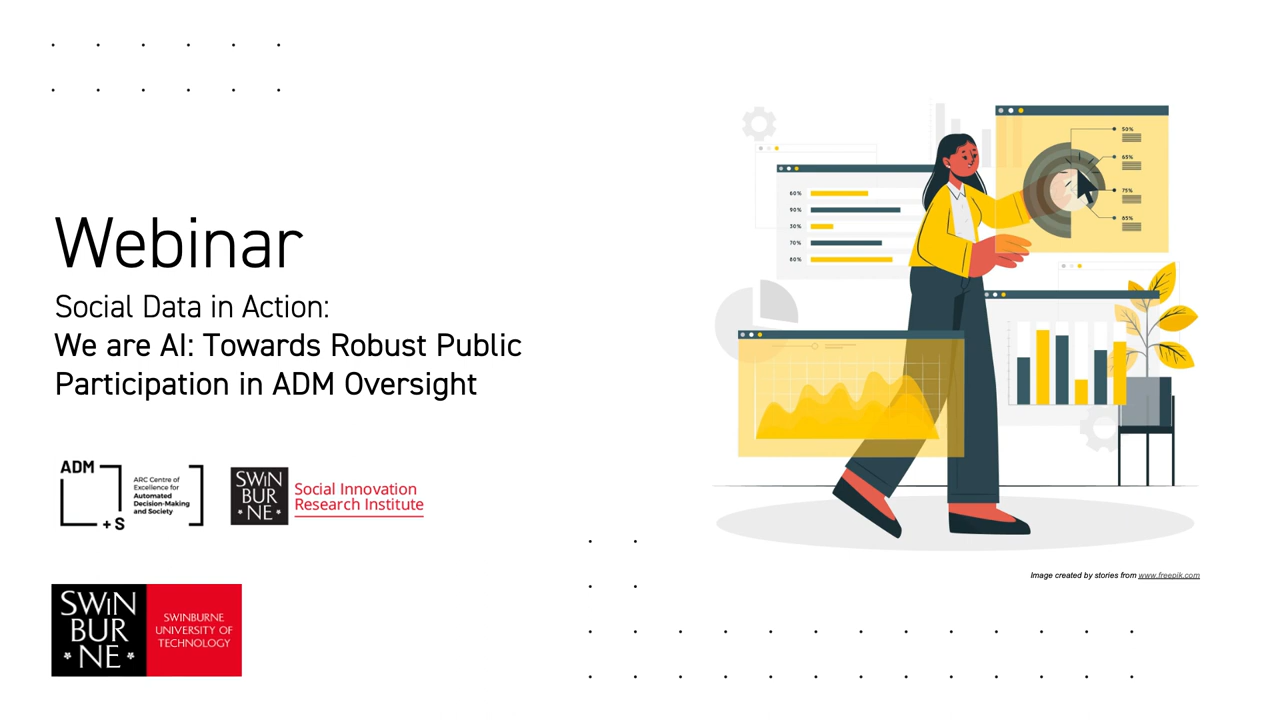 Webinar
Social Data in Action:
We are AI: Towards Robust Public
Participation in ADM Oversight
ADM
+S
ARC Centre of
Excellence for
Automated
Decision-Making
and Society
SWIN
BUR
NE
Social Innovation
Research Institute
SWIN
BUR
NE
SWINBURNE
UNIVERSITY OF
TECHNOLOGY
60%
90%
30%
70%
80%
50%
65%
75%
85%
Image created by stories from www.freepik.com